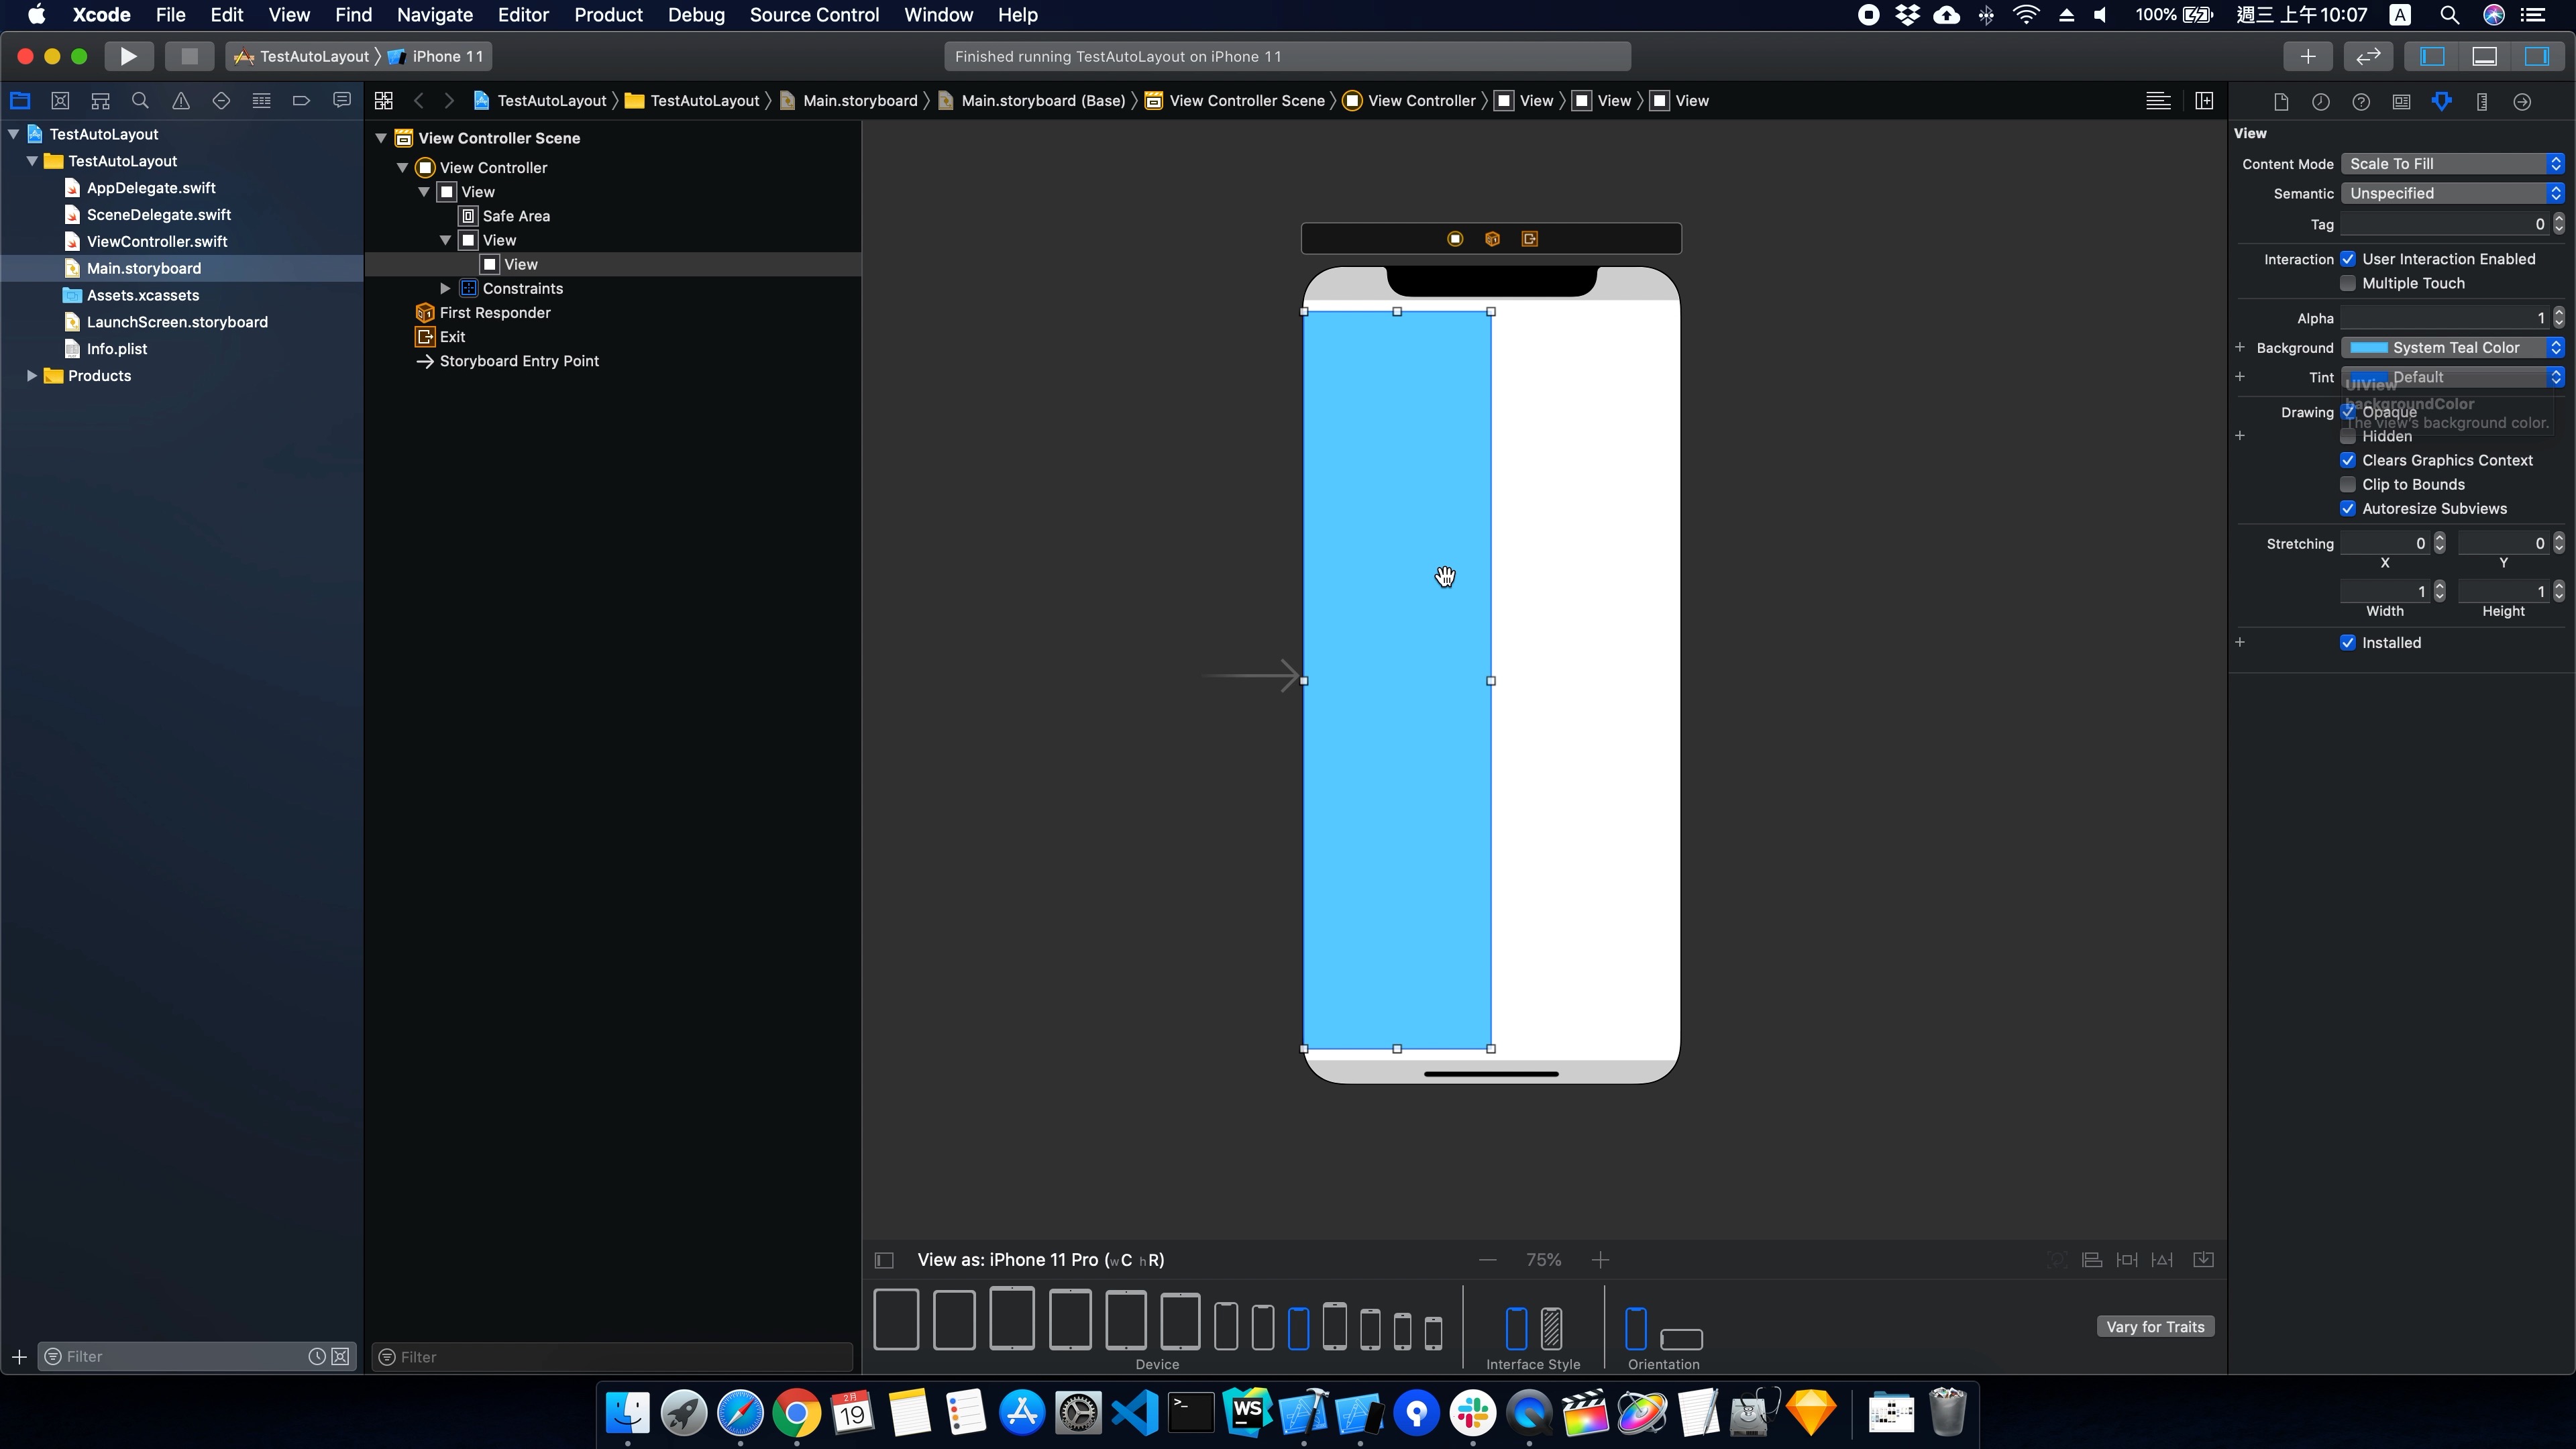 Xcode File Edit View Find Navigate Editor Product Debug Source Control Window Help 100% 週三 上午10:07 A
TestAutoLayout 〉 iPhone 11
Finished running TestAutoLayout on iPhone 11
TestAutoLayout 〉 TestAutoLayout 〉 Main.storyboard 〉 Main.storyboard (Base) 〉 View Controller Scene 〉 View Controller 〉 View 〉 View 〉 View
TestAutoLayout
TestAutoLayout
AppDelegate.swift
SceneDelegate.swift
ViewController.swift
Main.storyboard
Assets.xcassets
LaunchScreen.storyboard
Info.plist
Products
Filter
View Controller Scene
View Controller
View
Safe Area
View
View
Constraints
First Responder
Exit
Storyboard Entry Point
Filter
View as: iPhone 11 Pro (wC hR)
75%
Device
Interface Style
Orientation
Vary for Traits
View
Content Mode Scale To Fill
Semantic Unspecified
Tag 0
Interaction User Interaction Enabled
Multiple Touch
Alpha 1
Background System Teal Color
Tint Default
UIView
backgroundColor
The view's background color.
Drawing Opaque
Hidden
Clears Graphics Context
Clip to Bounds
Autoresize Subviews
Stretching 0 0
X Y
1 1
Width Height
Installed
2月
19
>_
WS